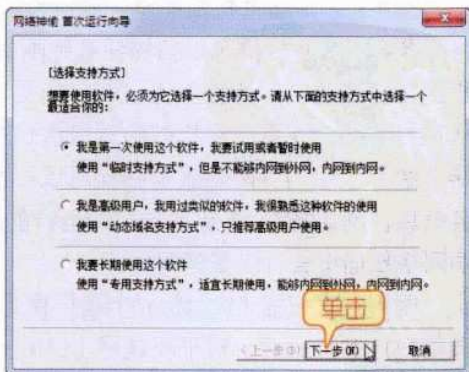 网络神偷 首次运行向导
[选择支持方式]
想要使用软件，必须为它选择一个支持方式。请从下面的支持方式中选择一个
最适合你的：
我是第一次使用这个软件，我要试用或者暂时使用
使用“临时支持方式”，但是不能够内网到外网，内网到内网。
我是高级用户，我用过类似的软件，我很熟悉这种软件的使用
使用“动态域名支持方式”，只推荐高级用户使用。
我要长期使用这个软件
使用“专用支持方式”，适宜长期使用，能够内网到外网，内网到内网。
单击
<上一步(B) 下一步(N) 取消